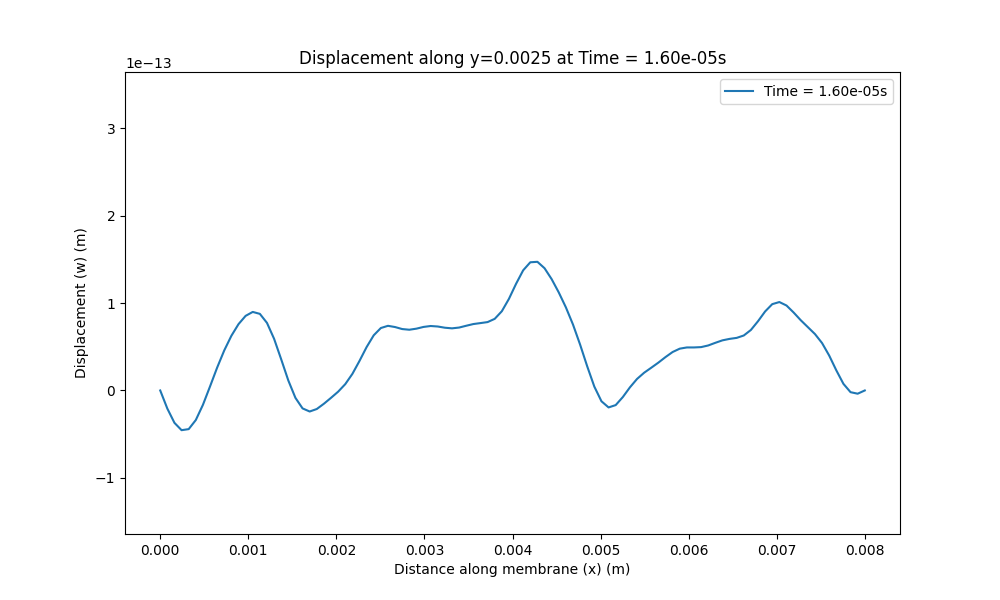 Displacement along y=0.0025 at Time = 1.60e-05s
1e−13
Time = 1.60e-05s
3
2
1
0
−1
Displacement (w) (m)
0.000 0.001 0.002 0.003 0.004 0.005 0.006 0.007 0.008
Distance along membrane (x) (m)